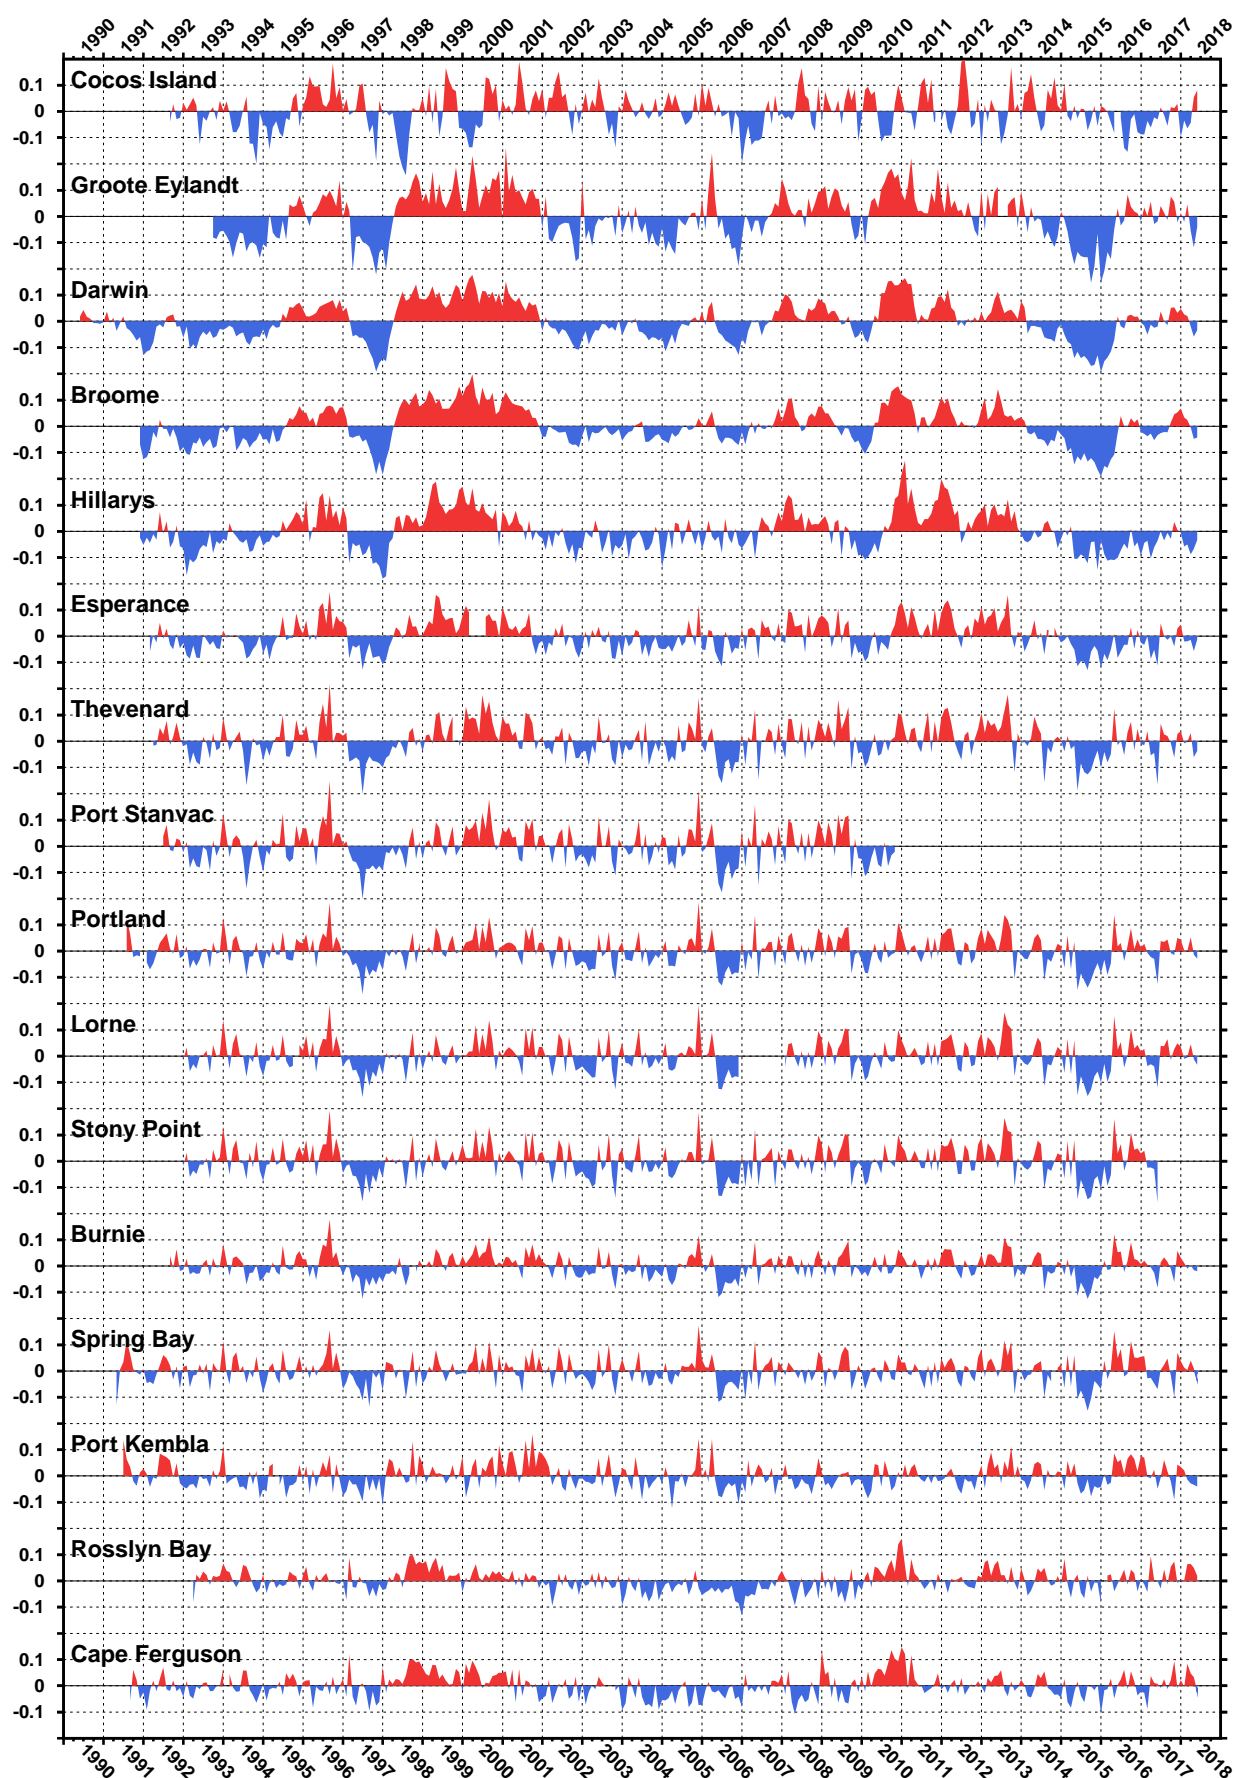 1990 1991 1992 1993 1994 1995 1996 1997 1998 1999 2000 2001 2002 2003 2004 2005 2006 2007 2008 2009 2010 2011 2012 2013 2014 2015 2016 2017 2018
Cocos Island
0.1
0
-0.1
Groote Eylandt
0.1
0
-0.1
Darwin
0.1
0
-0.1
Broome
0.1
0
-0.1
Hillarys
0.1
0
-0.1
Esperance
0.1
0
-0.1
Thevenard
0.1
0
-0.1
Port Stanvac
0.1
0
-0.1
Portland
0.1
0
-0.1
Lorne
0.1
0
-0.1
Stony Point
0.1
0
-0.1
Burnie
0.1
0
-0.1
Spring Bay
0.1
0
-0.1
Port Kembla
0.1
0
-0.1
Rosslyn Bay
0.1
0
-0.1
Cape Ferguson
0.1
0
-0.1
1990 1991 1992 1993 1994 1995 1996 1997 1998 1999 2000 2001 2002 2003 2004 2005 2006 2007 2008 2009 2010 2011 2012 2013 2014 2015 2016 2017 2018